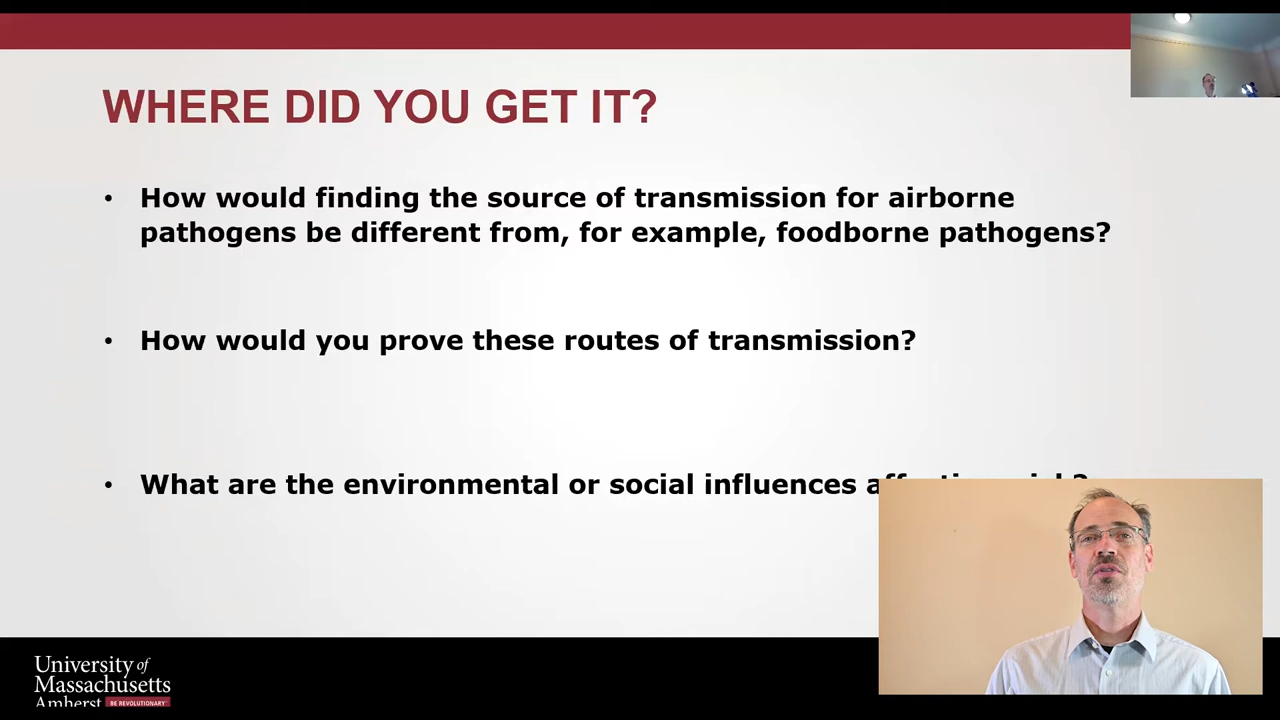 WHERE DID YOU GET IT?
• How would finding the source of transmission for airborne
pathogens be different from, for example, foodborne pathogens?
• How would you prove these routes of transmission?
• What are the environmental or social influences
University of
Massachusetts
Amherst BE REVOLUTIONARY